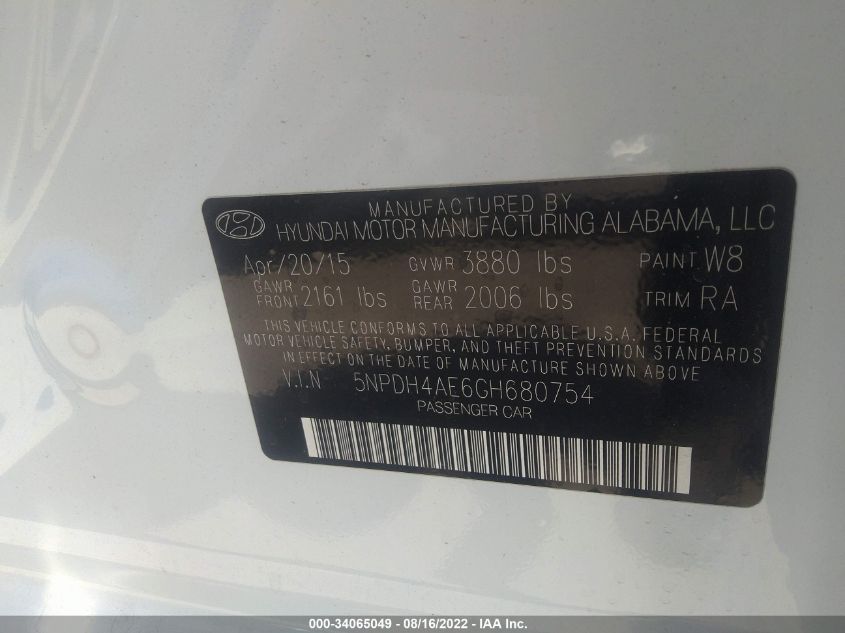 MANUFACTURED BY
HYUNDAI MOTOR MANUFACTURING ALABAMA, LLC
Apr/20/15 GVWR 3880 lbs PAINT W8
GAWR FRONT 2161 lbs GAWR REAR 2006 lbs TRIM RA
THIS VEHICLE CONFORMS TO ALL APPLICABLE U.S.A. FEDERAL
MOTOR VEHICLE SAFETY, BUMPER, AND THEFT PREVENTION STANDARDS
IN EFFECT ON THE DATE OF MANUFACTURE SHOWN ABOVE
V.I.N 5NPDH4AE6GH680754
PASSENGER CAR
000-34065049 - 08/16/2022 - IAA Inc.